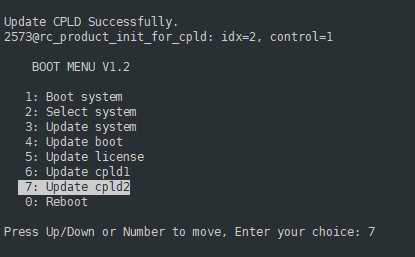 Update CPLD Successfully.
2573@rc_product_init_for_cpld: idx=2, control=1
BOOT MENU V1.2
1: Boot system
2: Select system
3: Update system
4: Update boot
5: Update license
6: Update cpld1
7: Update cpld2
0: Reboot
Press Up/Down or Number to move, Enter your choice: 7